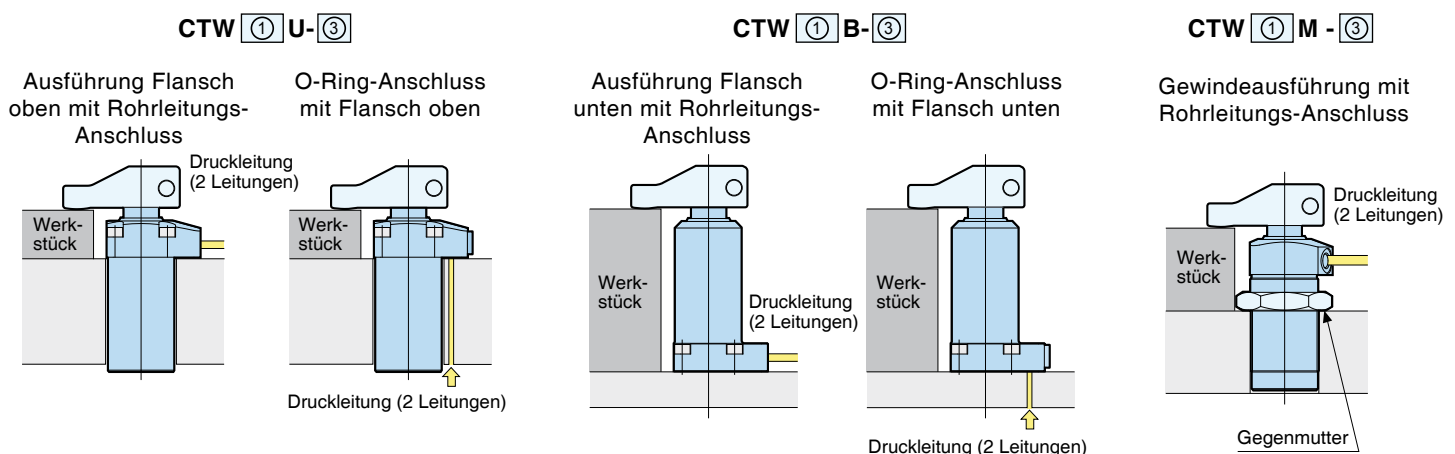 CTW ① U- ③
CTW ① B- ③
CTW ① M - ③
Ausführung Flansch
oben mit Rohrleitungs-
Anschluss
O-Ring-Anschluss
mit Flansch oben
Ausführung Flansch
unten mit Rohrleitungs-
Anschluss
O-Ring-Anschluss
mit Flansch unten
Gewindeausführung mit
Rohrleitungs-Anschluss
Druckleitung
(2 Leitungen)
Werk-
stück
Werk-
stück
Druckleitung (2 Leitungen)
Werk-
stück
Druckleitung
(2 Leitungen)
Werk-
stück
Druckleitung (2 Leitungen)
Druckleitung
(2 Leitungen)
Werk-
stück
Gegenmutter